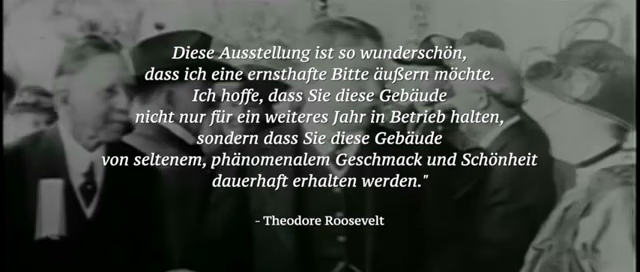 Diese Ausstellung ist so wunderschön,
dass ich eine ernsthafte Bitte äußern möchte.
Ich hoffe, dass Sie diese Gebäude
nicht nur für ein weiteres Jahr in Betrieb halten,
sondern dass Sie diese Gebäude
von seltenem, phänomenalem Geschmack und Schönheit
dauerhaft erhalten werden."
- Theodore Roosevelt